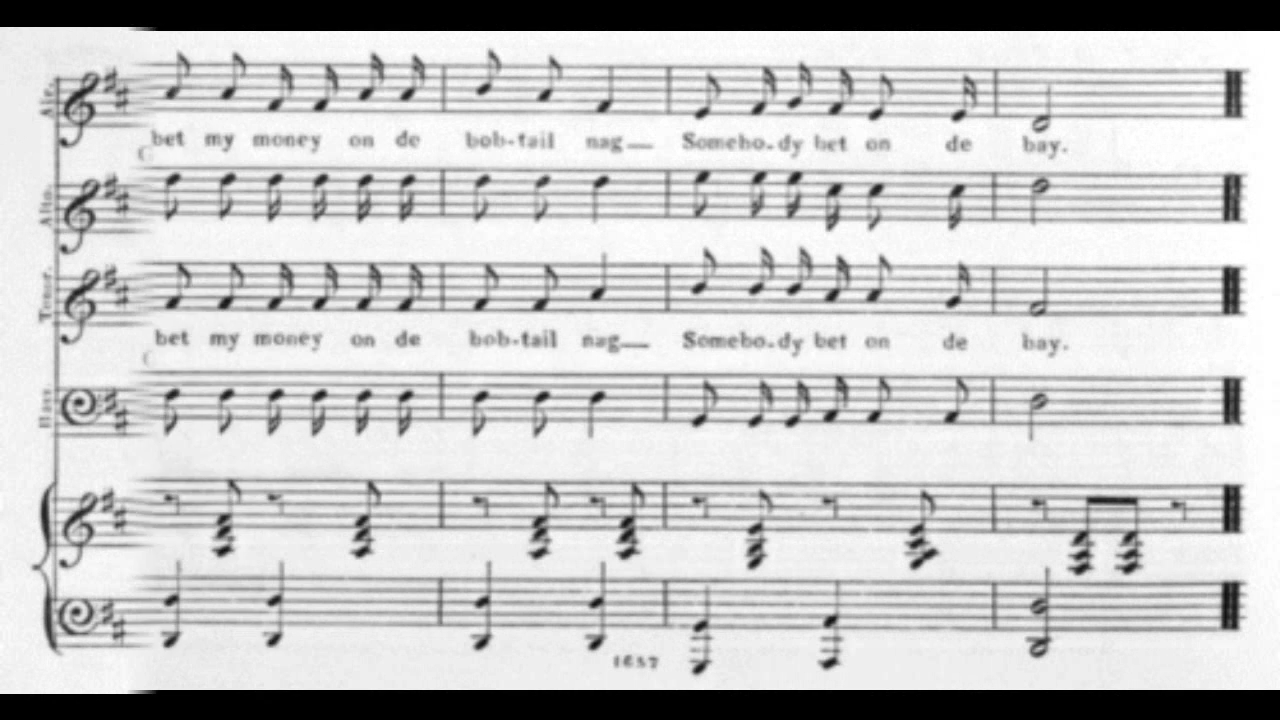 Air.
bet my money on de bob-tail nag Somebo-dy bet on de bay.
Alto.
Tenor.
bet my money on de bob-tail nag Somebo-dy bet on de bay.
Bass
1657